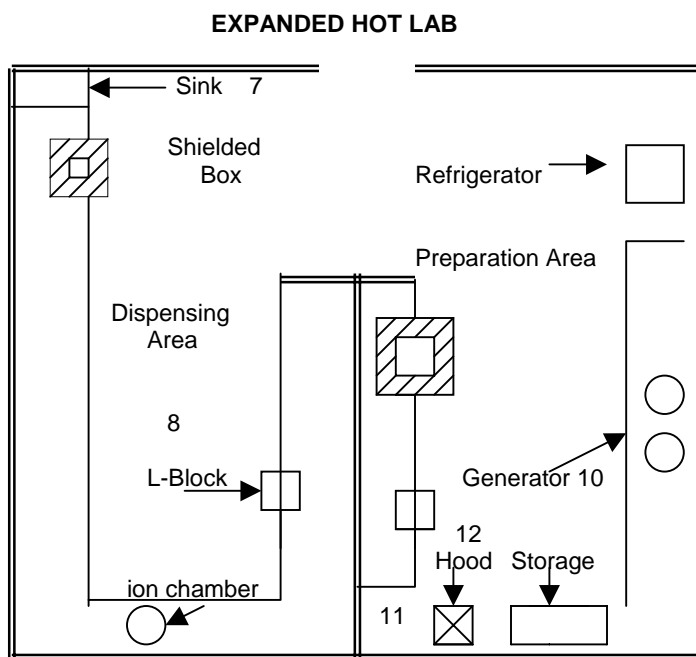 EXPANDED HOT LAB
Sink 7
Shielded
Box
Refrigerator
Preparation Area
Dispensing
Area
8
L-Block
Generator 10
12
Hood Storage
ion chamber
11